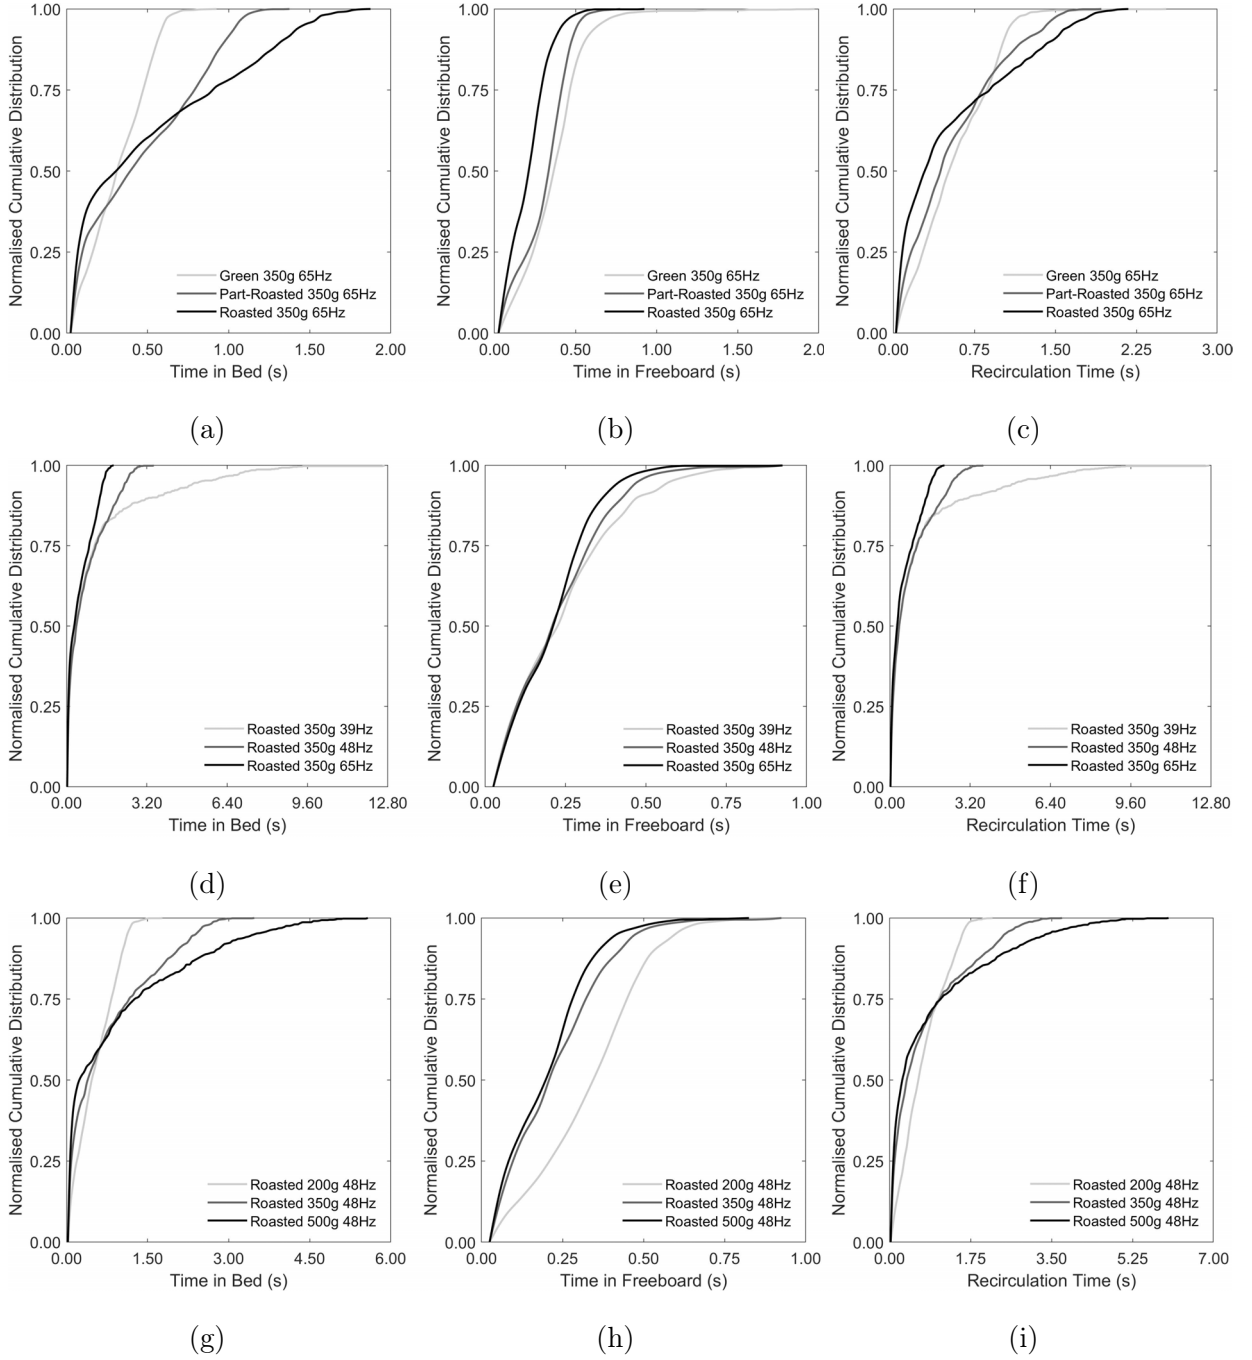 Normalised Cumulative Distribution
1.00
0.75
0.50
0.25
0.00
Green 350g 65Hz
Part-Roasted 350g 65Hz
Roasted 350g 65Hz
0.00 0.50 1.00 1.50 2.00
Time in Bed (s)
(a)
Normalised Cumulative Distribution
1.00
0.75
0.50
0.25
0.00
Green 350g 65Hz
Part-Roasted 350g 65Hz
Roasted 350g 65Hz
0.00 0.50 1.00 1.50 2.0
Time in Freeboard (s)
(b)
Normalised Cumulative Distribution
1.00
0.75
0.50
0.25
0.00
Green 350g 65Hz
Part-Roasted 350g 65Hz
Roasted 350g 65Hz
0.00 0.75 1.50 2.25 3.00
Recirculation Time (s)
(c)
Normalised Cumulative Distribution
1.00
0.75
0.50
0.25
0.00
Roasted 350g 39Hz
Roasted 350g 48Hz
Roasted 350g 65Hz
0.00 3.20 6.40 9.60 12.80
Time in Bed (s)
(d)
Normalised Cumulative Distribution
1.00
0.75
0.50
0.25
0.00
Roasted 350g 39Hz
Roasted 350g 48Hz
Roasted 350g 65Hz
0.00 0.25 0.50 0.75 1.00
Time in Freeboard (s)
(e)
Normalised Cumulative Distribution
1.00
0.75
0.50
0.25
0.00
Roasted 350g 39Hz
Roasted 350g 48Hz
Roasted 350g 65Hz
0.00 3.20 6.40 9.60 12.80
Recirculation Time (s)
(f)
Normalised Cumulative Distribution
1.00
0.75
0.50
0.25
0.00
Roasted 200g 48Hz
Roasted 350g 48Hz
Roasted 500g 48Hz
0.00 1.50 3.00 4.50 6.00
Time in Bed (s)
(g)
Normalised Cumulative Distribution
1.00
0.75
0.50
0.25
0.00
Roasted 200g 48Hz
Roasted 350g 48Hz
Roasted 500g 48Hz
0.00 0.25 0.50 0.75 1.00
Time in Freeboard (s)
(h)
Normalised Cumulative Distribution
1.00
0.75
0.50
0.25
0.00
Roasted 200g 48Hz
Roasted 350g 48Hz
Roasted 500g 48Hz
0.00 1.75 3.50 5.25 7.00
Recirculation Time (s)
(i)